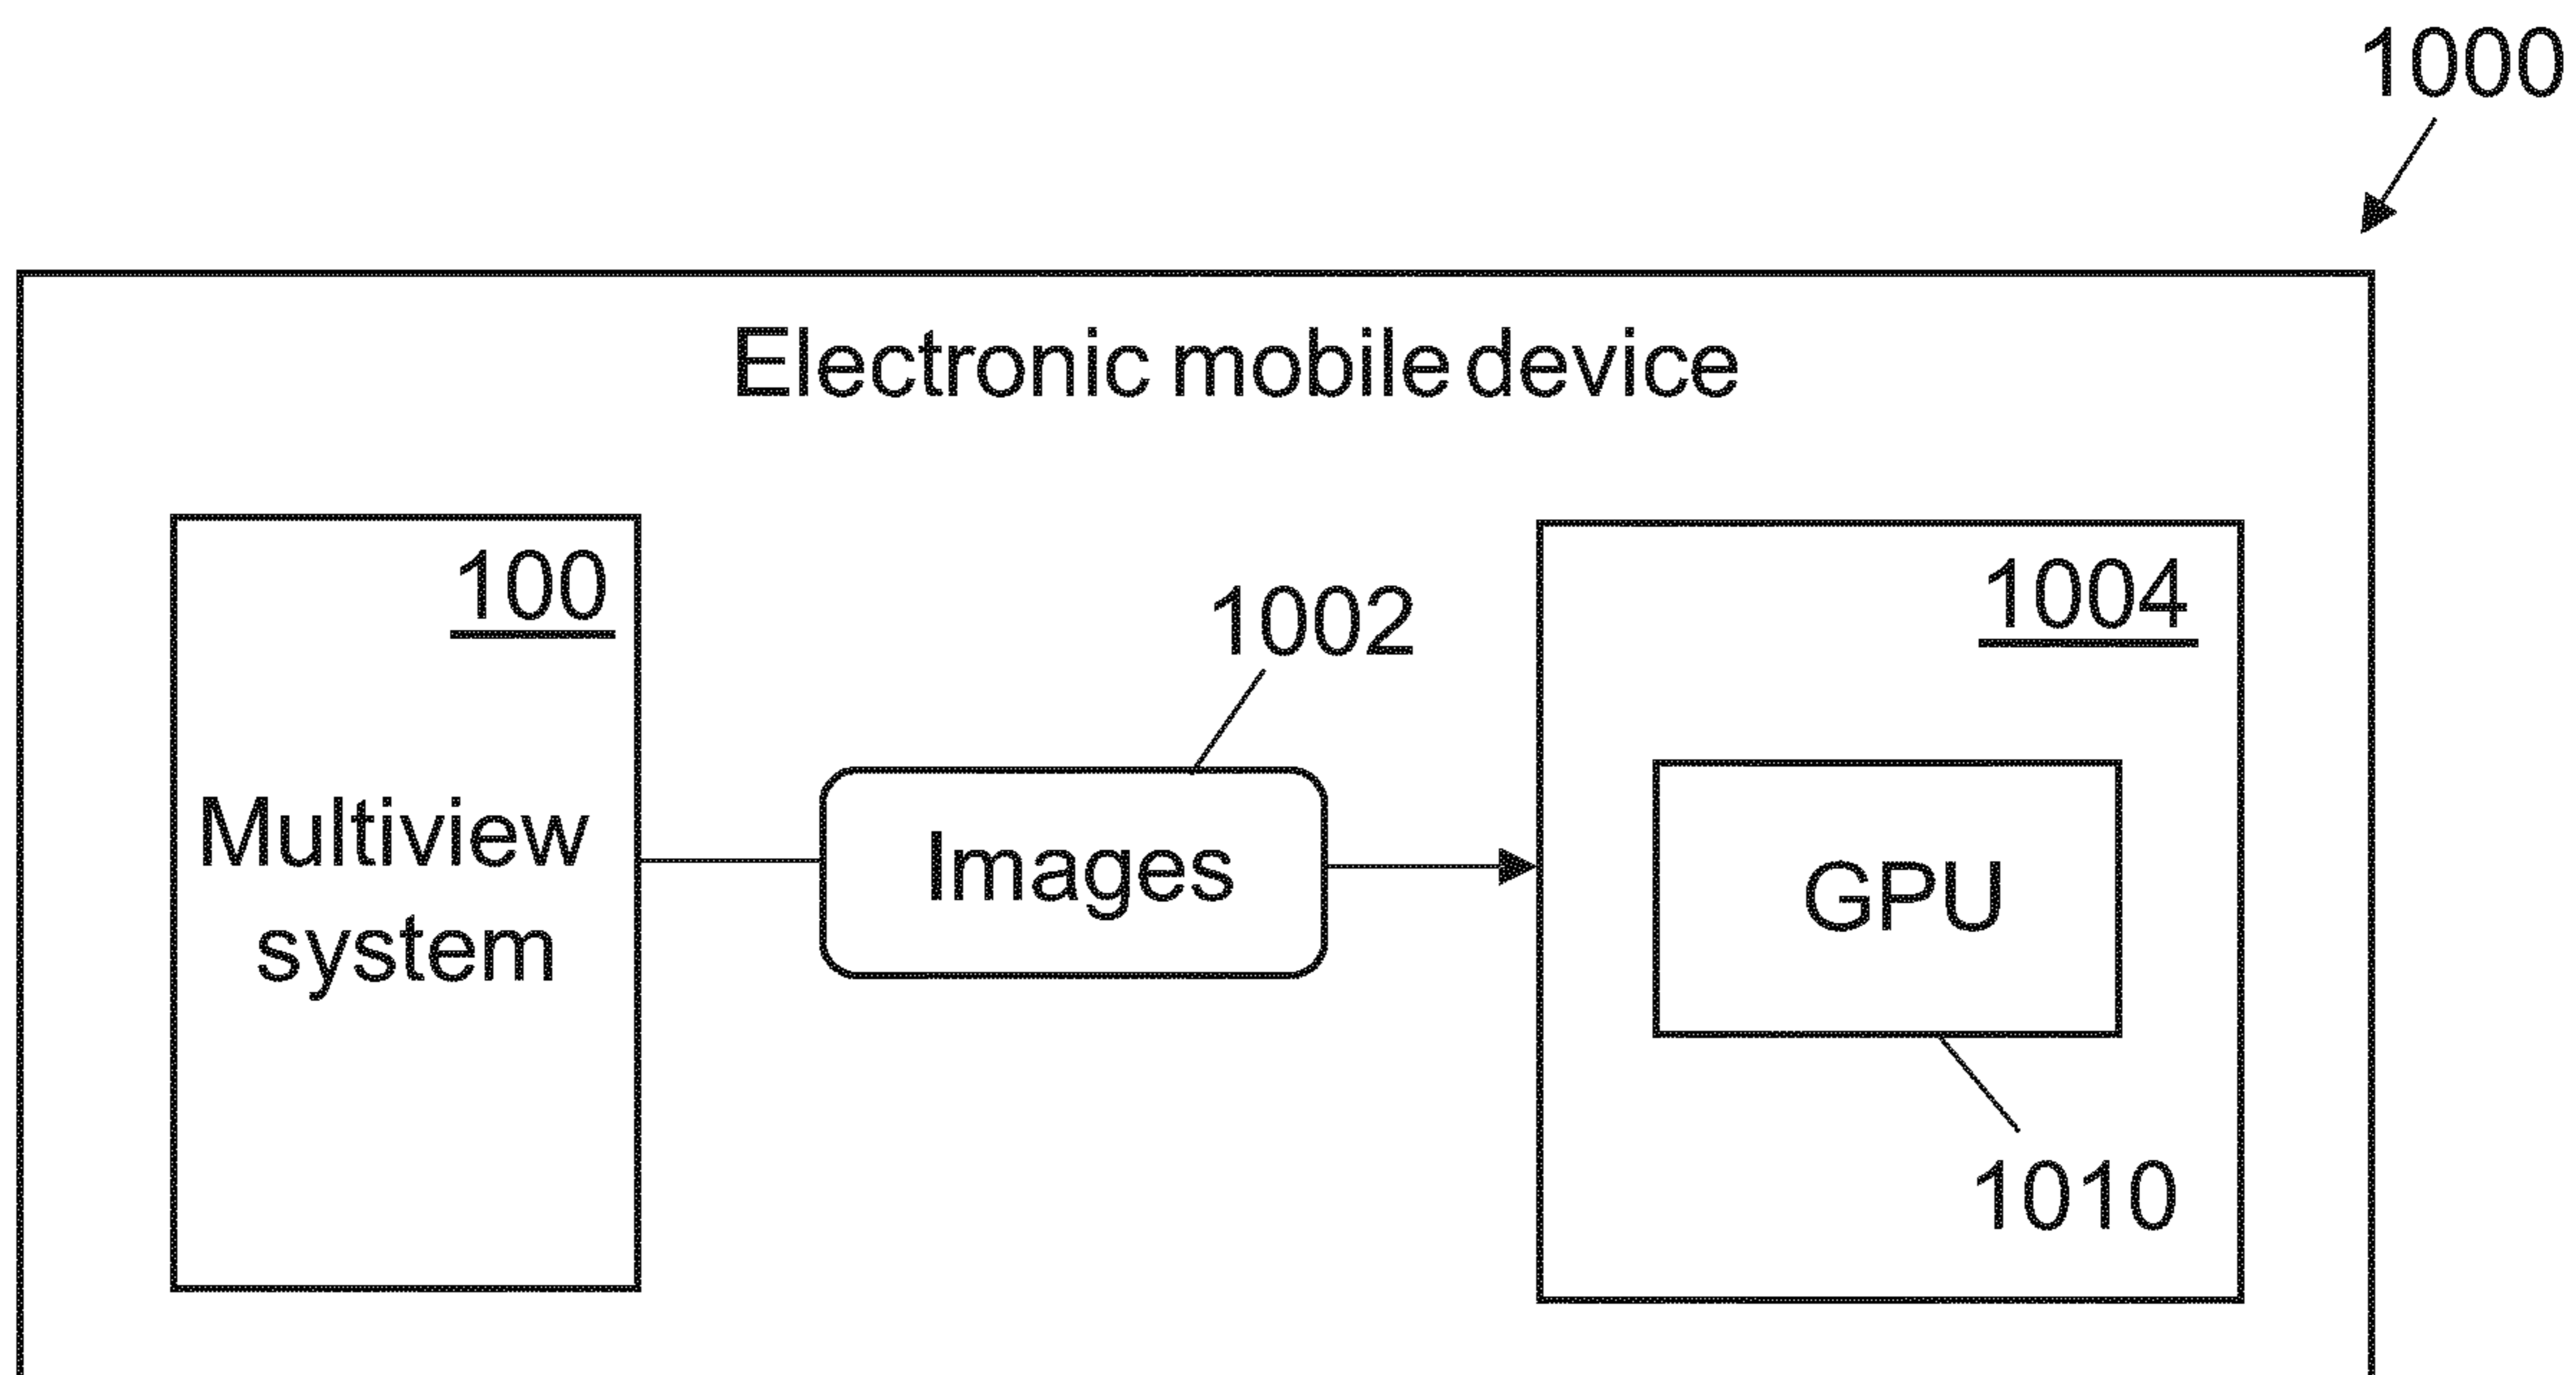 1000
Electronic mobile device
100
1004
1002
Multiview
system
Images
GPU
1010